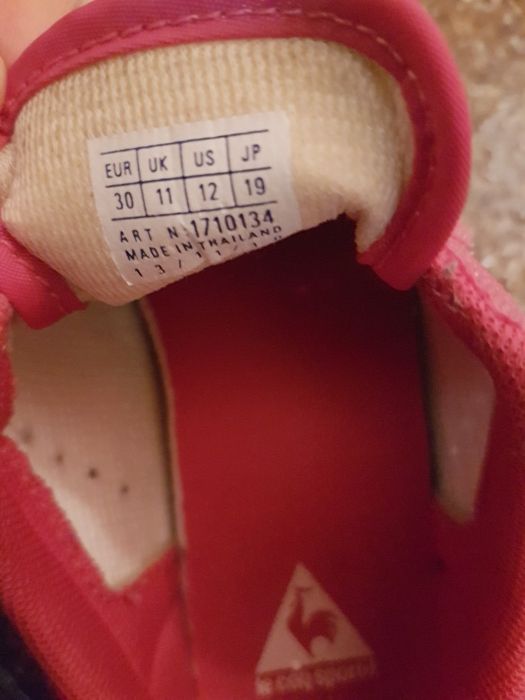 EUR UK US JP
30 11 12 19
ART N:1710134
MADE IN THAILAND
le coq sportif